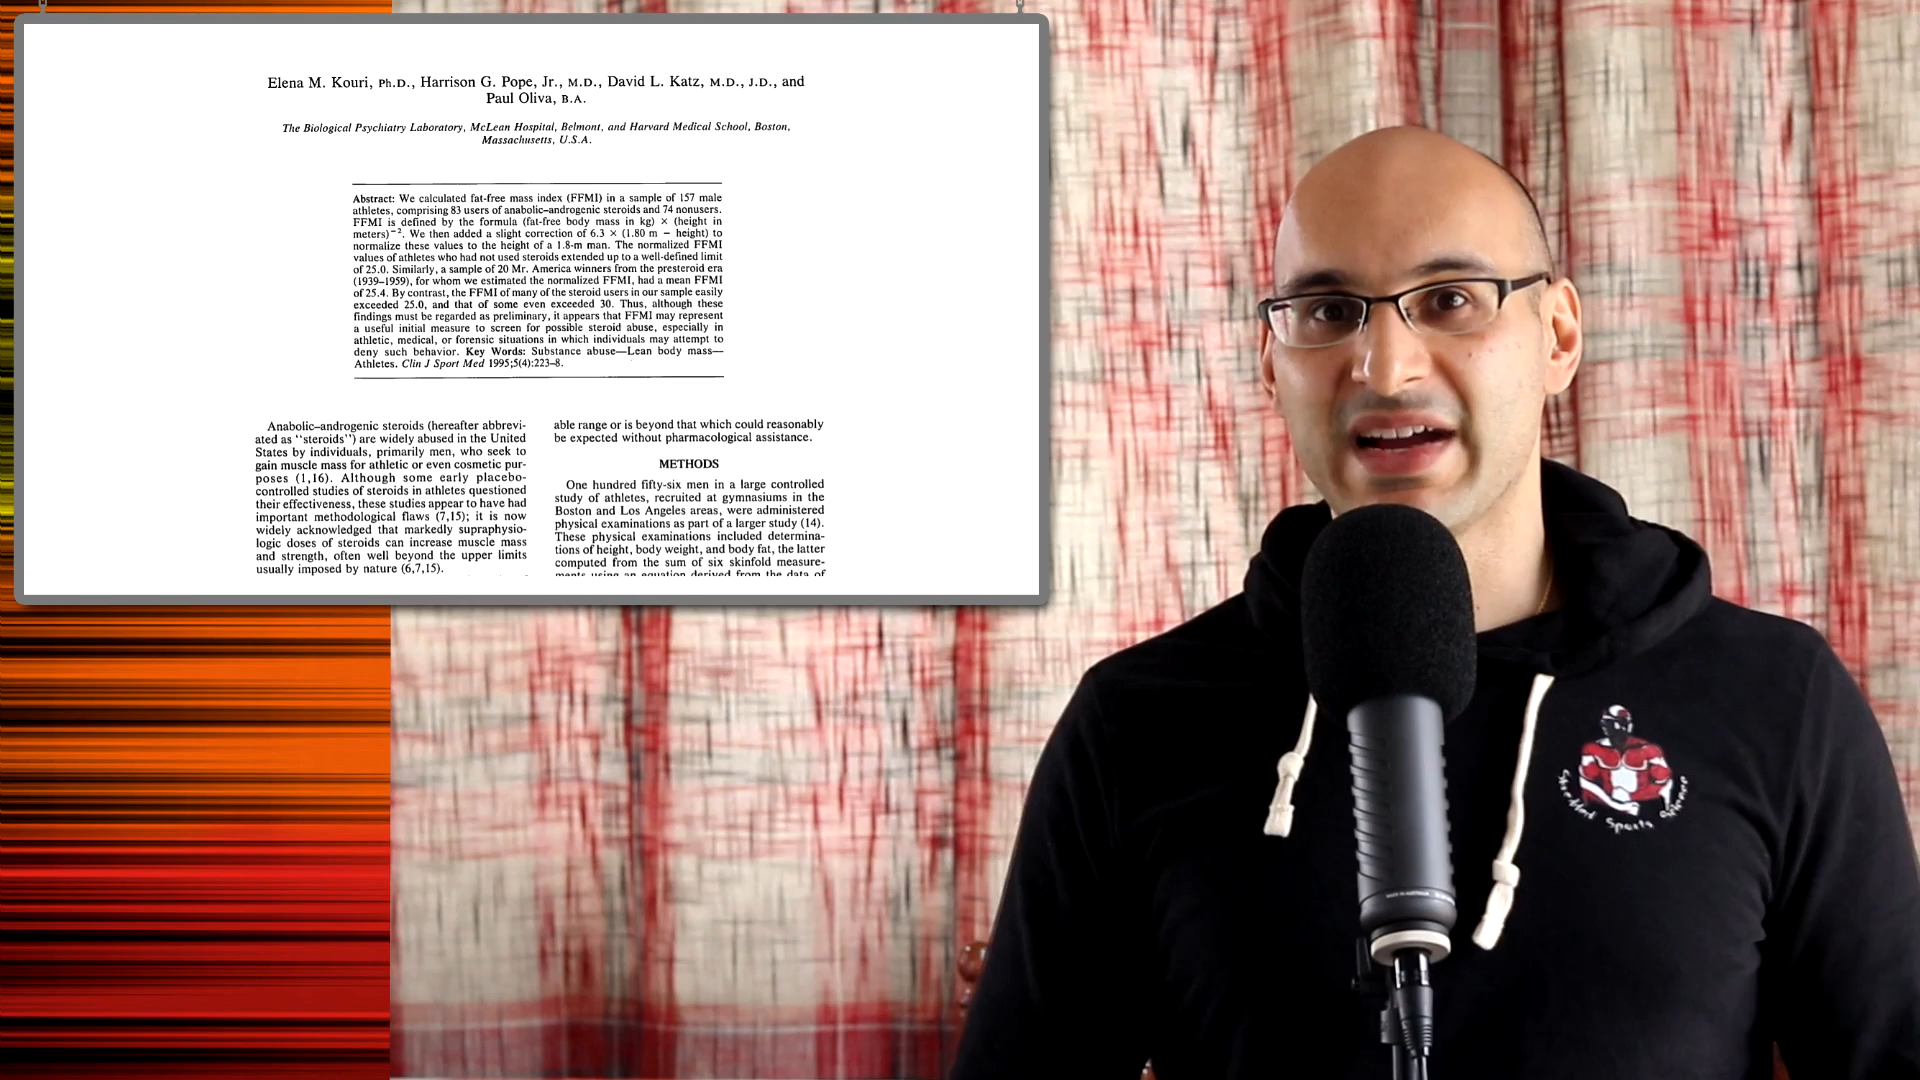 Elena M. Kouri, Ph.D., Harrison G. Pope, Jr., M.D., David L. Katz, M.D., J.D., and
Paul Oliva, B.A.
The Biological Psychiatry Laboratory, McLean Hospital, Belmont, and Harvard Medical School, Boston,
Massachusetts, U.S.A.
Abstract: We calculated fat-free mass index (FFMI) in a sample of 157 male
athletes, comprising 83 users of anabolic–androgenic steroids and 74 nonusers.
FFMI is defined by the formula (fat-free body mass in kg) × (height in
meters)⁻². We then added a slight correction of 6.3 × (1.80 m − height) to
normalize these values to the height of a 1.8-m man. The normalized FFMI
values of athletes who had not used steroids extended up to a well-defined limit
of 25.0. Similarly, a sample of 20 Mr. America winners from the presteroid era
(1939–1959), for whom we estimated the normalized FFMI, had a mean FFMI
of 25.4. By contrast, the FFMI of many of the steroid users in our sample easily
exceeded 25.0, and that of some even exceeded 30. Thus, although these
findings must be regarded as preliminary, it appears that FFMI may represent
a useful initial measure to screen for possible steroid abuse, especially in
athletic, medical, or forensic situations in which individuals may attempt to
deny such behavior. Key Words: Substance abuse—Lean body mass—
Athletes. Clin J Sport Med 1995;5(4):223–8.
Anabolic–androgenic steroids (hereafter abbrevi-
ated as "steroids") are widely abused in the United
States by individuals, primarily men, who seek to
gain muscle mass for athletic or even cosmetic pur-
poses (1,16). Although some early placebo-
controlled studies of steroids in athletes questioned
their effectiveness, these studies appear to have had
important methodological flaws (7,15); it is now
widely acknowledged that markedly supraphysio-
logic doses of steroids can increase muscle mass
and strength, often well beyond the upper limits
usually imposed by nature (6,7,15).
able range or is beyond that which could reasonably
be expected without pharmacological assistance.
METHODS
One hundred fifty-six men in a large controlled
study of athletes, recruited at gymnasiums in the
Boston and Los Angeles areas, were administered
physical examinations as part of a larger study (14).
These physical examinations included determina-
tions of height, body weight, and body fat, the latter
computed from the sum of six skinfold measure-
ments using an equation derived from the data of
Shredded Sports Science